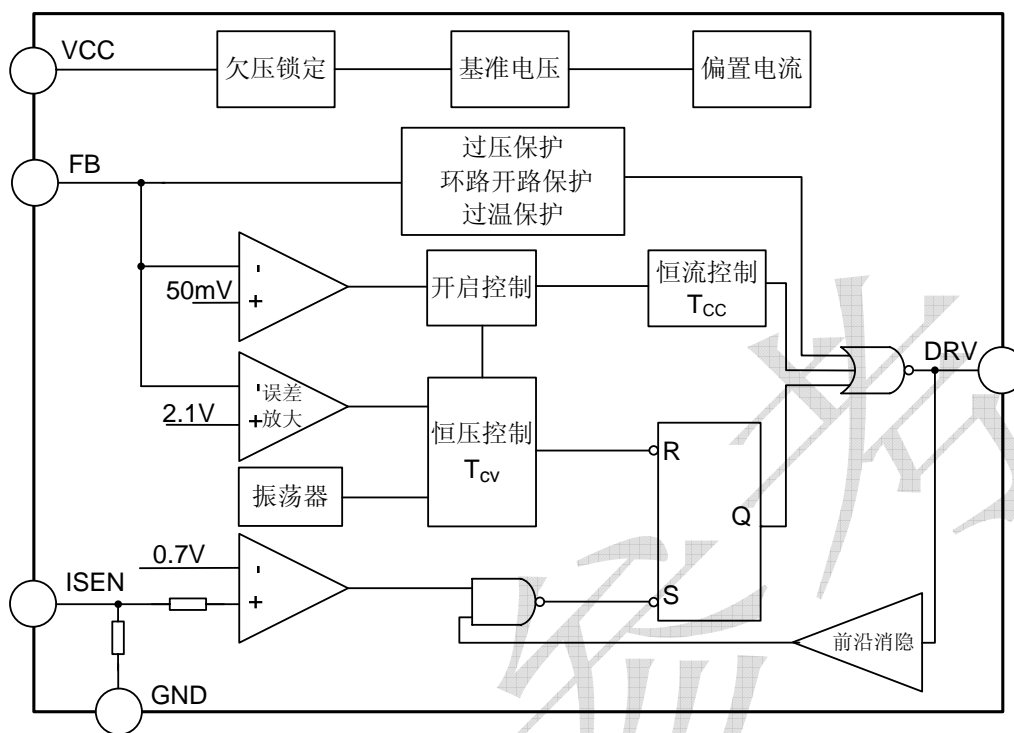 VCC
欠压锁定
基准电压
偏置电流
FB
过压保护
环路开路保护
过温保护
-
50mV
+
开启控制
恒流控制
TCC
DRV
-
2.1V
+
误差
放大
恒压控制
Tcv
振荡器
R
Q
S
0.7V
-
ISEN
+
前沿消隐
GND